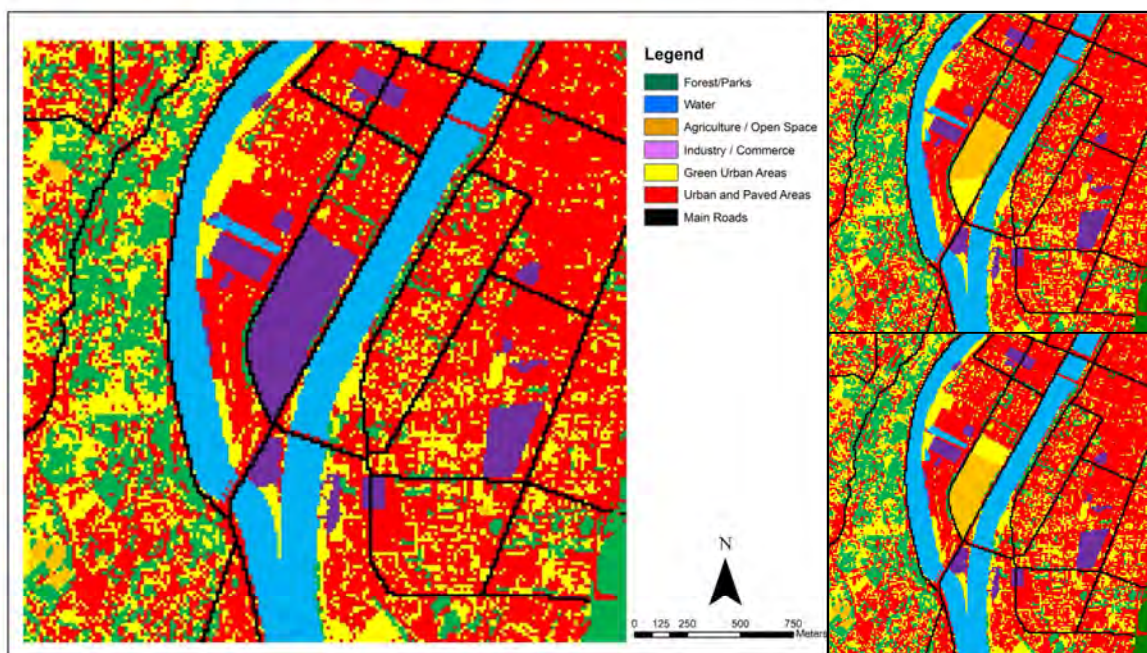 Legend
Forest/Parks
Water
Agriculture / Open Space
Industry / Commerce
Green Urban Areas
Urban and Paved Areas
Main Roads
N
0 125 250 500 750
Meters